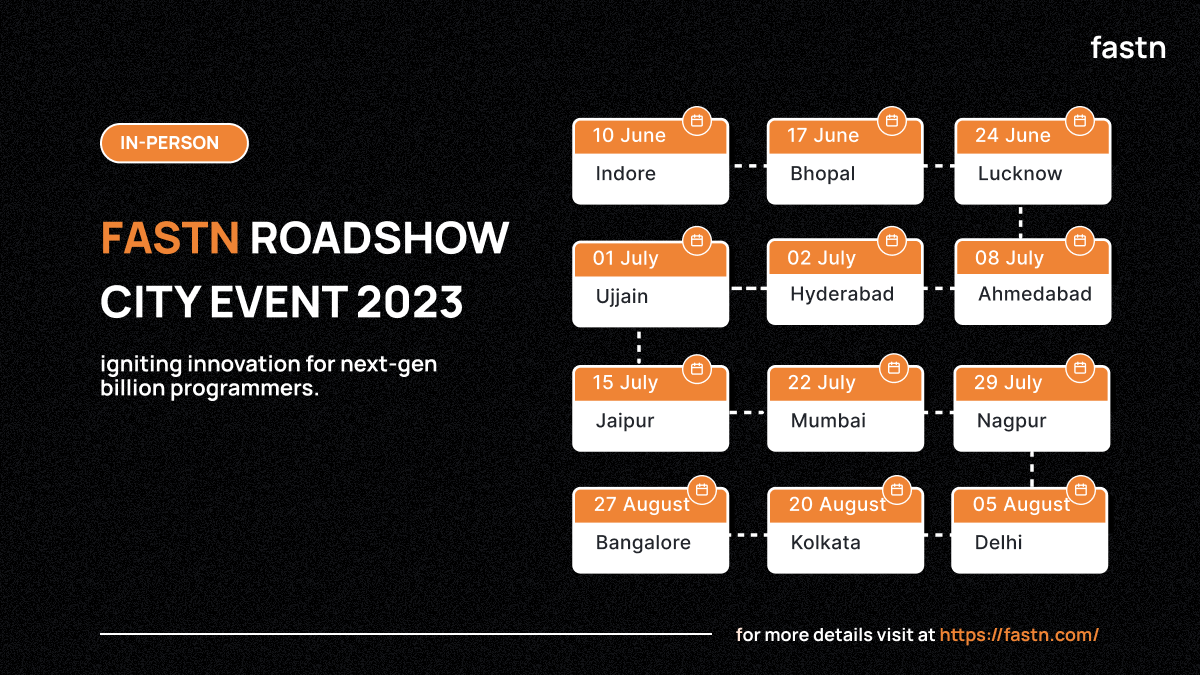 fastn
IN-PERSON
FASTN ROADSHOW
CITY EVENT 2023
igniting innovation for next-gen
billion programmers.
10 June
Indore
17 June
Bhopal
24 June
Lucknow
01 July
Ujjain
02 July
Hyderabad
08 July
Ahmedabad
15 July
Jaipur
22 July
Mumbai
29 July
Nagpur
27 August
Bangalore
20 August
Kolkata
05 August
Delhi
for more details visit at https://fastn.com/